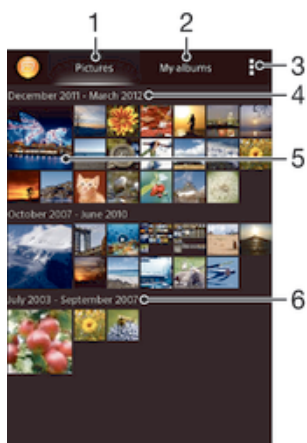 1
2
Pictures
My albums
3
December 2011 - March 2012
4
5
October 2007 - June 2010
July 2003 - September 2007
6